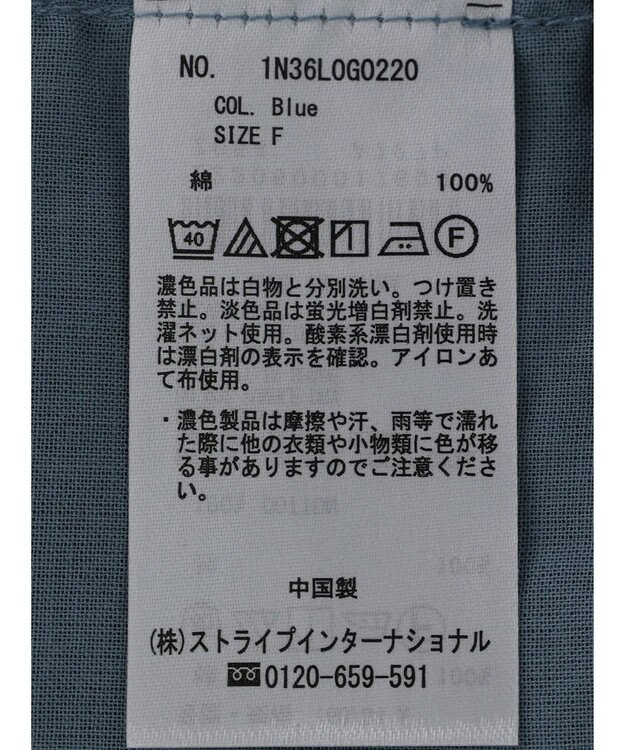 NO. 1N36L0G0220
COL. Blue
SIZE F
綿 100%
40
F
濃色品は白物と分別洗い。つけ置き
禁止。淡色品は蛍光増白剤禁止。洗
濯ネット使用。酸素系漂白剤使用時
は漂白剤の表示を確認。アイロンあ
て布使用。
・濃色製品は摩擦や汗、雨等で濡れ
た際に他の衣類や小物類に色が移
る事がありますのでご注意くださ
い。
中国製
(株)ストライプインターナショナル
0120-659-591